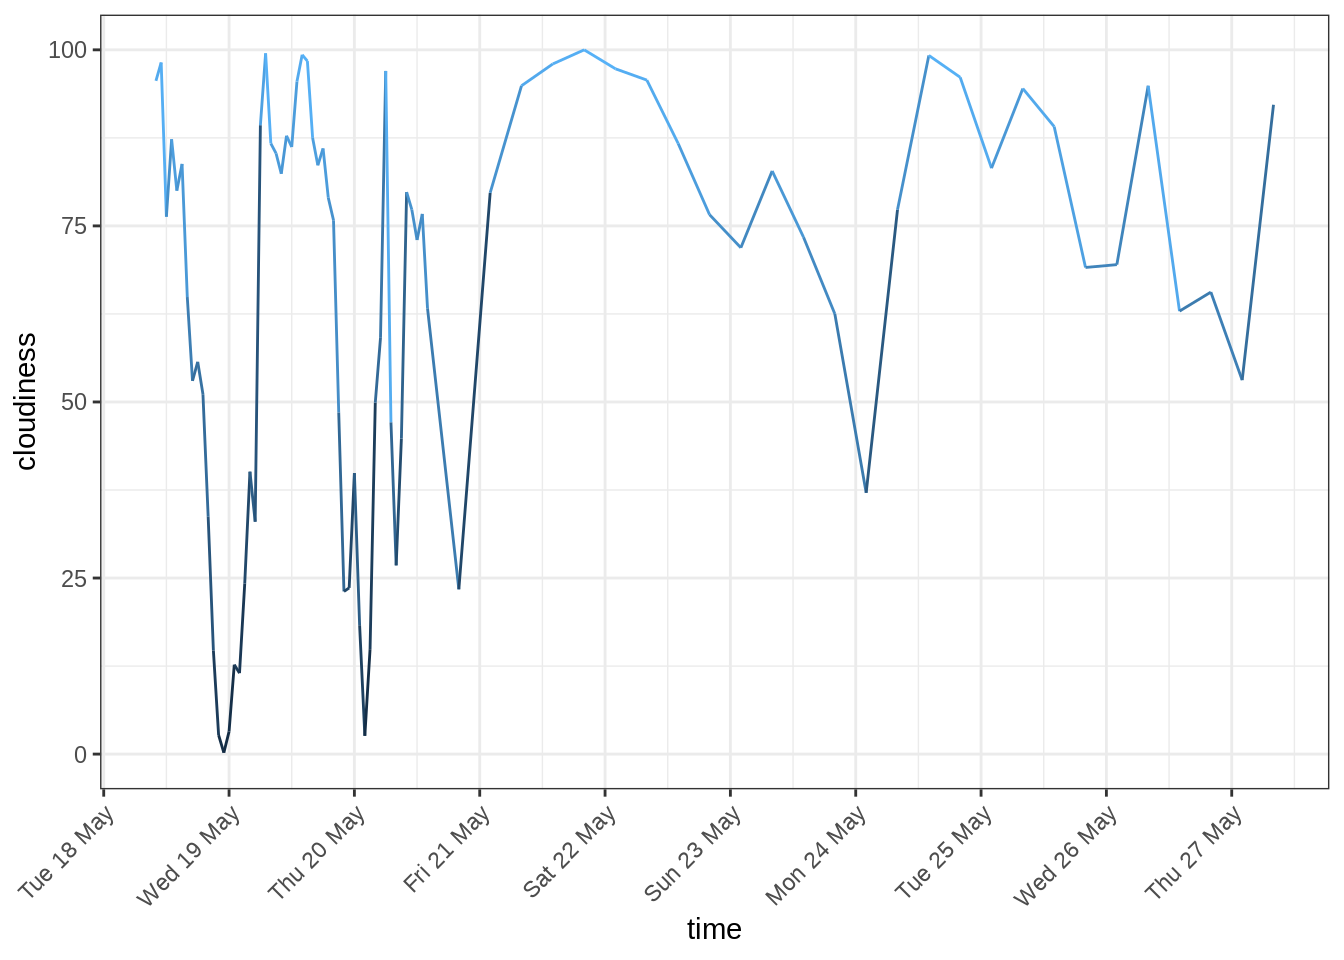 100
75
50
25
0
cloudiness
Tue 18 May
Wed 19 May
Thu 20 May
Fri 21 May
Sat 22 May
Sun 23 May
Mon 24 May
Tue 25 May
Wed 26 May
Thu 27 May
time